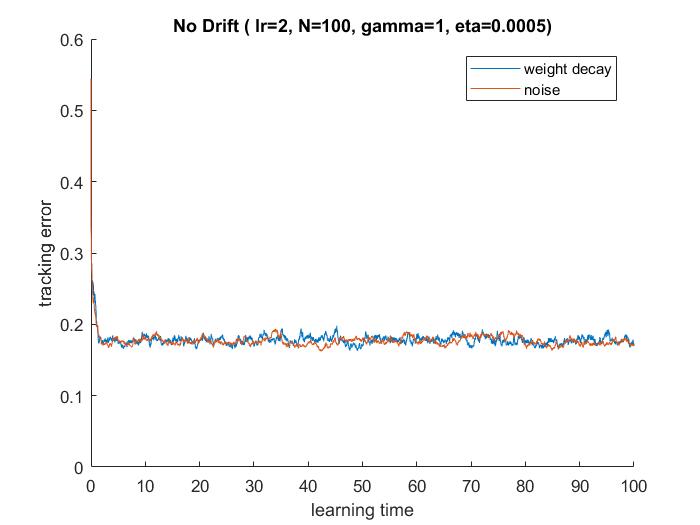 No Drift ( lr=2, N=100, gamma=1, eta=0.0005)
0.6
0.5
0.4
0.3
0.2
0.1
0
tracking error
weight decay
noise
0 10 20 30 40 50 60 70 80 90 100
learning time